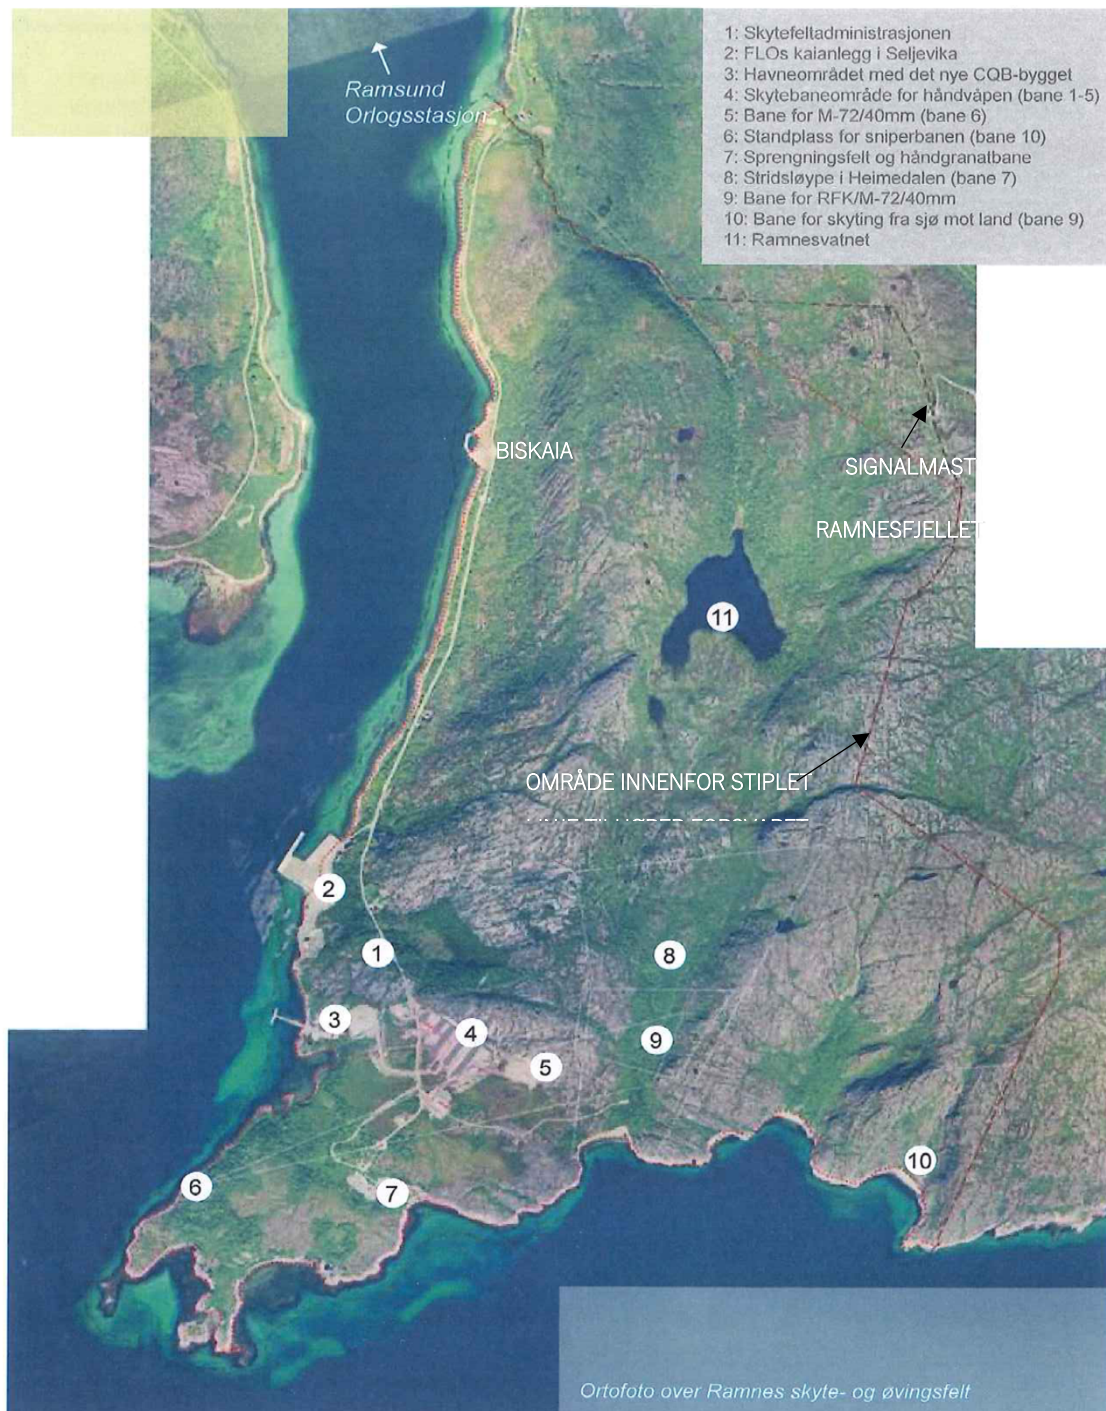 1: Skytefeltadministrasjonen
2: FLOs kaianlegg i Seljevika
3: Havneområdet med det nye CQB-bygget
4: Skytebaneområde for håndvåpen (bane 1-5)
5: Bane for M-72/40mm (bane 6)
6: Standplass for sniperbanen (bane 10)
7: Sprengningsfelt og håndgranatbane
8: Stridsløype i Heimedalen (bane 7)
9: Bane for RFK/M-72/40mm
10: Bane for skyting fra sjø mot land (bane 9)
11: Ramnesvatnet
Ramsund
Orlogsstasjon
BISKAIA
SIGNALMAST
RAMNESFJELLET
11
OMRÅDE INNENFOR STIPLET
2
1
8
3
4
9
5
10
6
7
Ortofoto over Ramnes skyte- og øvingsfelt